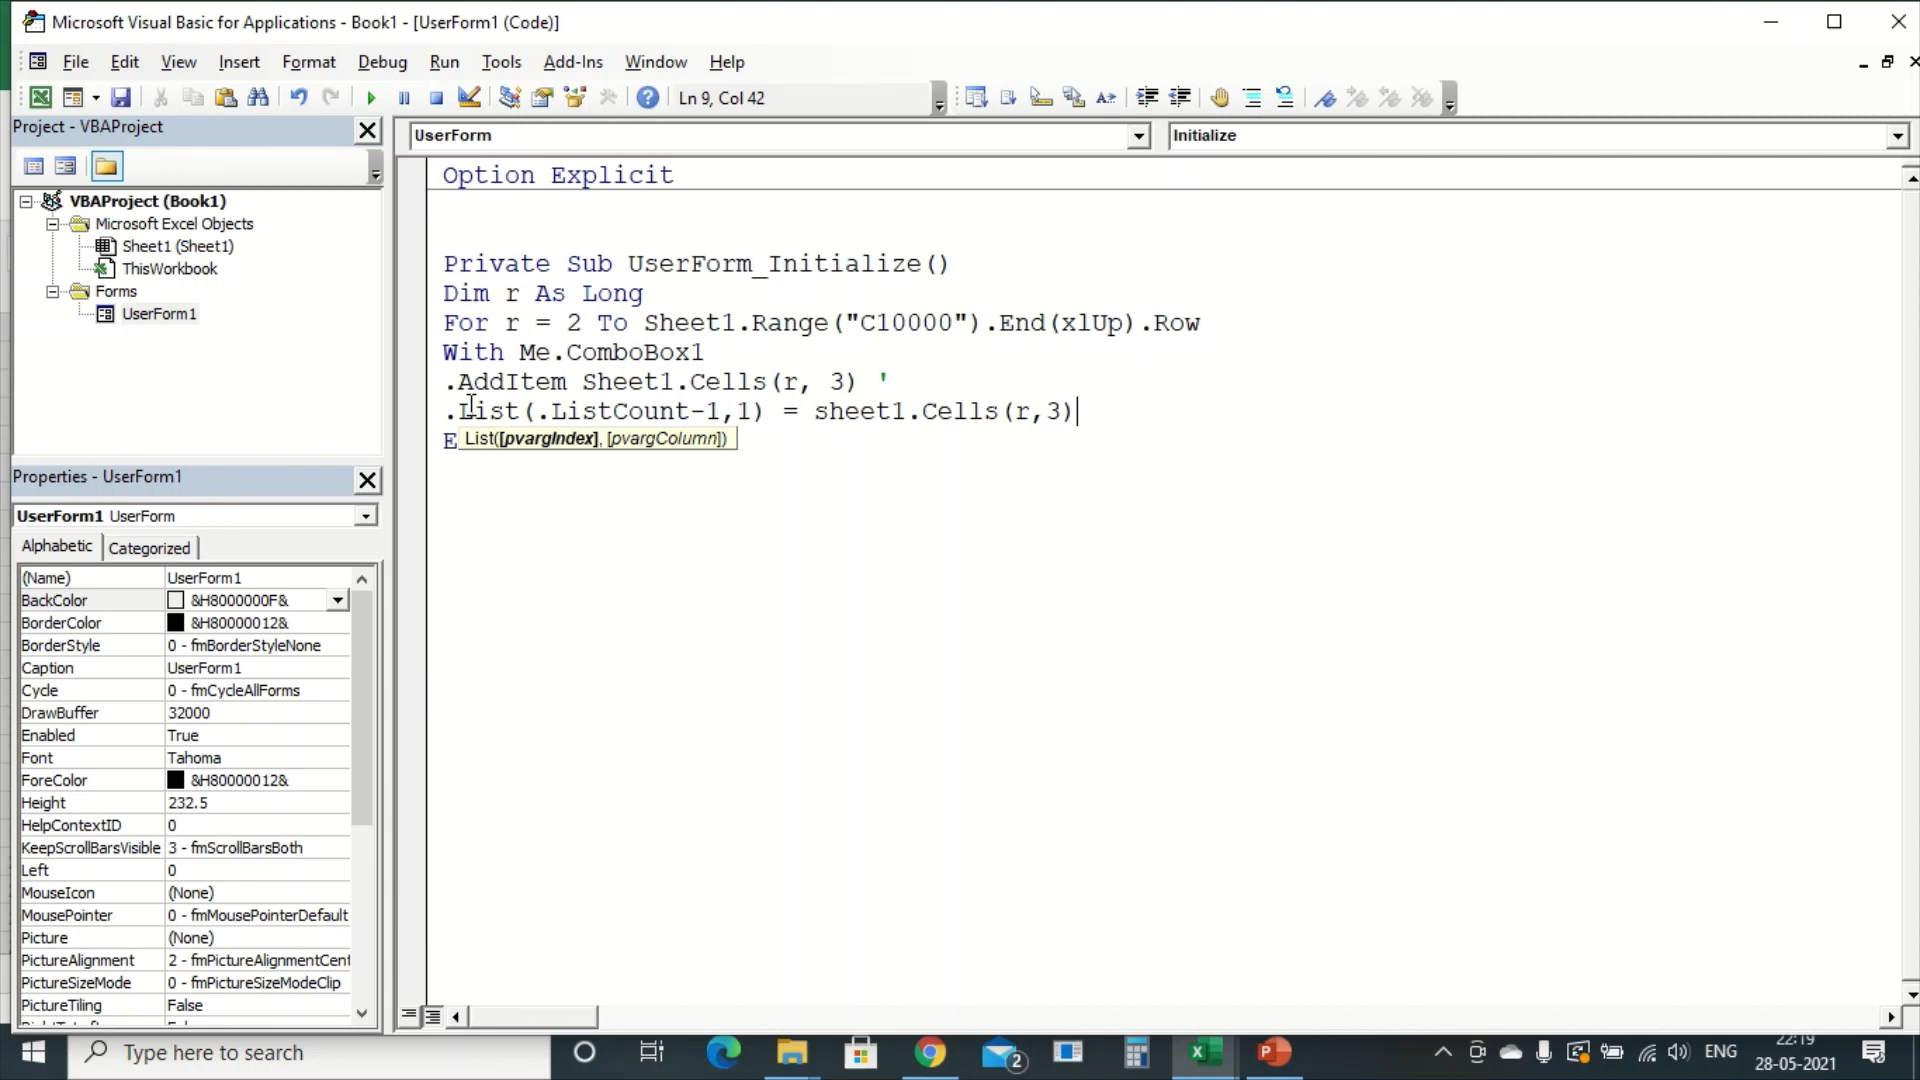 Microsoft Visual Basic for Applications - Book1 - [UserForm1 (Code)]
File Edit View Insert Format Debug Run Tools Add-Ins Window Help
Ln 9, Col 42
Project - VBAProject
UserForm
Initialize
VBAProject (Book1)
Microsoft Excel Objects
Sheet1 (Sheet1)
ThisWorkbook
Forms
UserForm1
Option Explicit
Private Sub UserForm_Initialize()
Dim r As Long
For r = 2 To Sheet1.Range("C10000").End(xlUp).Row
With Me.ComboBox1
.AddItem Sheet1.Cells(r, 3) '
.List(.ListCount-1,1) = sheet1.Cells(r,3)
E
List([pvargIndex], [pvargColumn])
Properties - UserForm1
UserForm1 UserForm
Alphabetic Categorized
(Name) UserForm1
BackColor &H8000000F&
BorderColor &H80000012&
BorderStyle 0 - fmBorderStyleNone
Caption UserForm1
Cycle 0 - fmCycleAllForms
DrawBuffer 32000
Enabled True
Font Tahoma
ForeColor &H80000012&
Height 232.5
HelpContextID 0
KeepScrollBarsVisible 3 - fmScrollBarsBoth
Left 0
MouseIcon (None)
MousePointer 0 - fmMousePointerDefault
Picture (None)
PictureAlignment 2 - fmPictureAlignmentCent
PictureSizeMode 0 - fmPictureSizeModeClip
PictureTiling False
Type here to search
2
ENG
22:19
28-05-2021